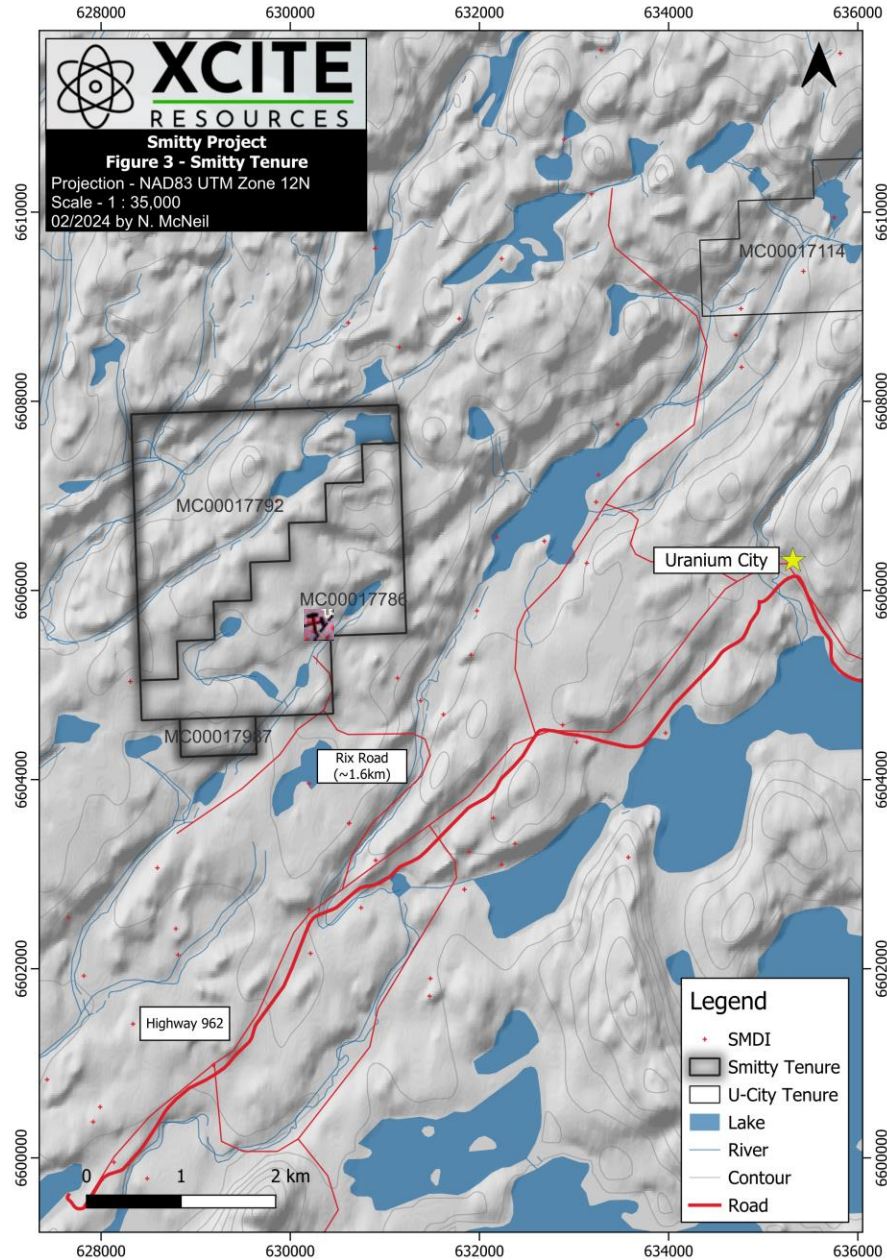 628000 630000 632000 634000 636000
XCITE
RESOURCES
Smitty Project
Figure 3 - Smitty Tenure
Projection - NAD83 UTM Zone 12N
Scale - 1 : 35,000
02/2024 by N. McNeil
6610000 6610000
MC00017114
6608000 6608000
MC00017792
Uranium City
MC00017786
6606000 6606000
MC00017987
Rix Road
(~1.6km)
6604000 6604000
6602000 6602000
Highway 962
Legend
SMDI
Smitty Tenure
U-City Tenure
Lake
River
Contour
Road
6600000 6600000
0 1 2 km
628000 630000 632000 634000 636000